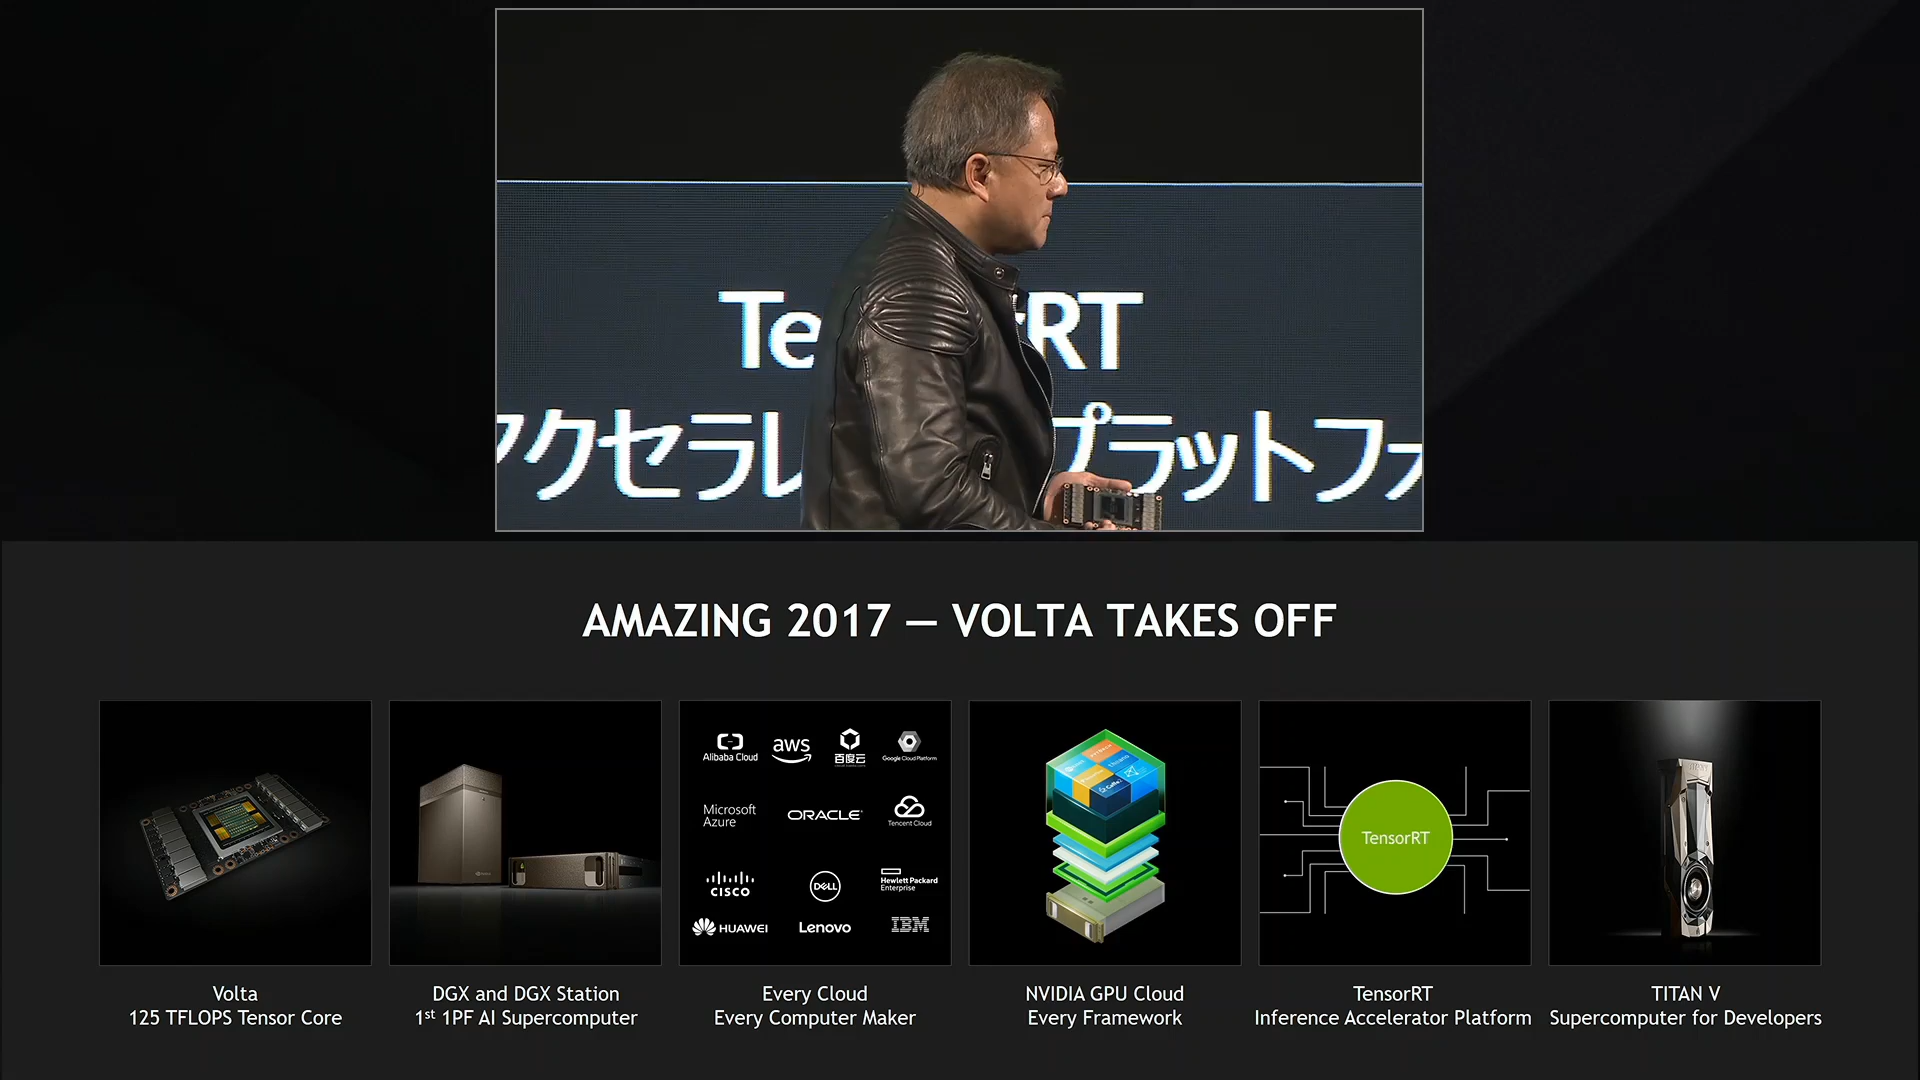 Te rRT
アクセラレ プラットフォ
AMAZING 2017 — VOLTA TAKES OFF
Alibaba Cloud
aws
百度云
Google Cloud Platform
Microsoft
Azure
ORACLE
Tencent Cloud
CISCO
DELL
Hewlett Packard
Enterprise
HUAWEI
Lenovo
IBM
theano
Caffe2
TensorRT
Volta
125 TFLOPS Tensor Core
DGX and DGX Station
1st 1PF AI Supercomputer
Every Cloud
Every Computer Maker
NVIDIA GPU Cloud
Every Framework
TensorRT
Inference Accelerator Platform
TITAN V
Supercomputer for Developers